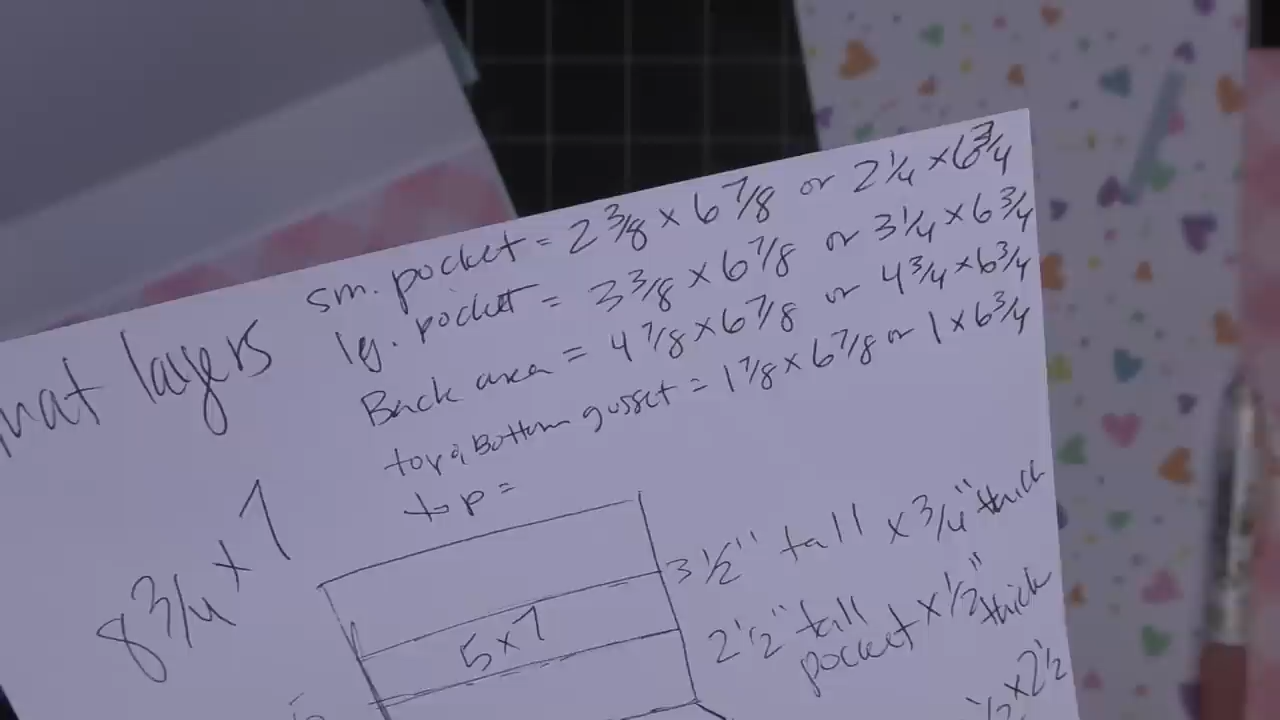 sm. pocket = 2 3/8 x 6 7/8 or 2 1/4 x 6 3/4
lg. pocket = 3 3/8 x 6 7/8 or 3 1/4 x 6 3/4
Back area = 4 7/8 x 6 7/8 or 4 3/4 x 6 3/4
top & Bottom gusset = 1 7/8 x 6 7/8 or 1 x 6 3/4
top =
layers
8 3/4 x 7
3 1/2" tall x 3/4" thick
5x7
2 1/2" tall
pocket x 1/2" thick
1/2 x 2 1/2